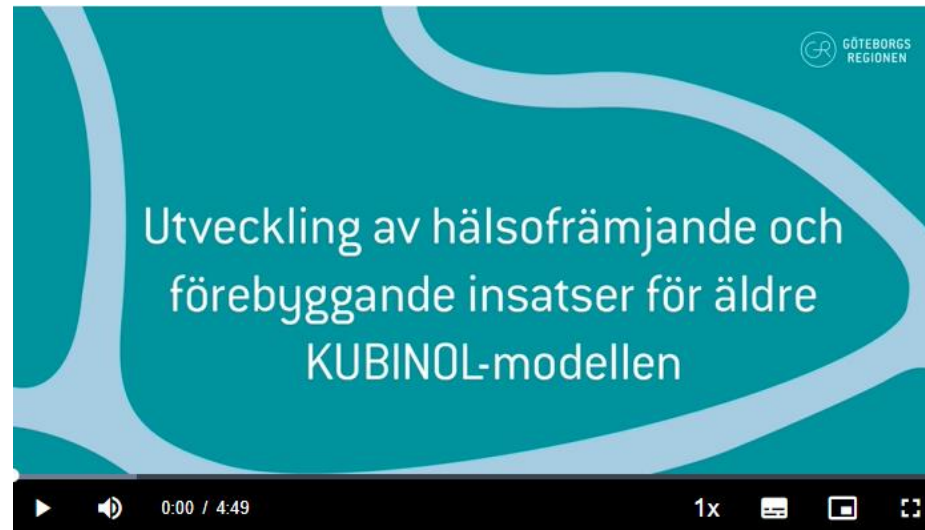 GÖTEBORGS
REGIONEN
Utveckling av hälsofrämjande och
förebyggande insatser för äldre
KUBINOL-modellen
0:00 / 4:49
1x